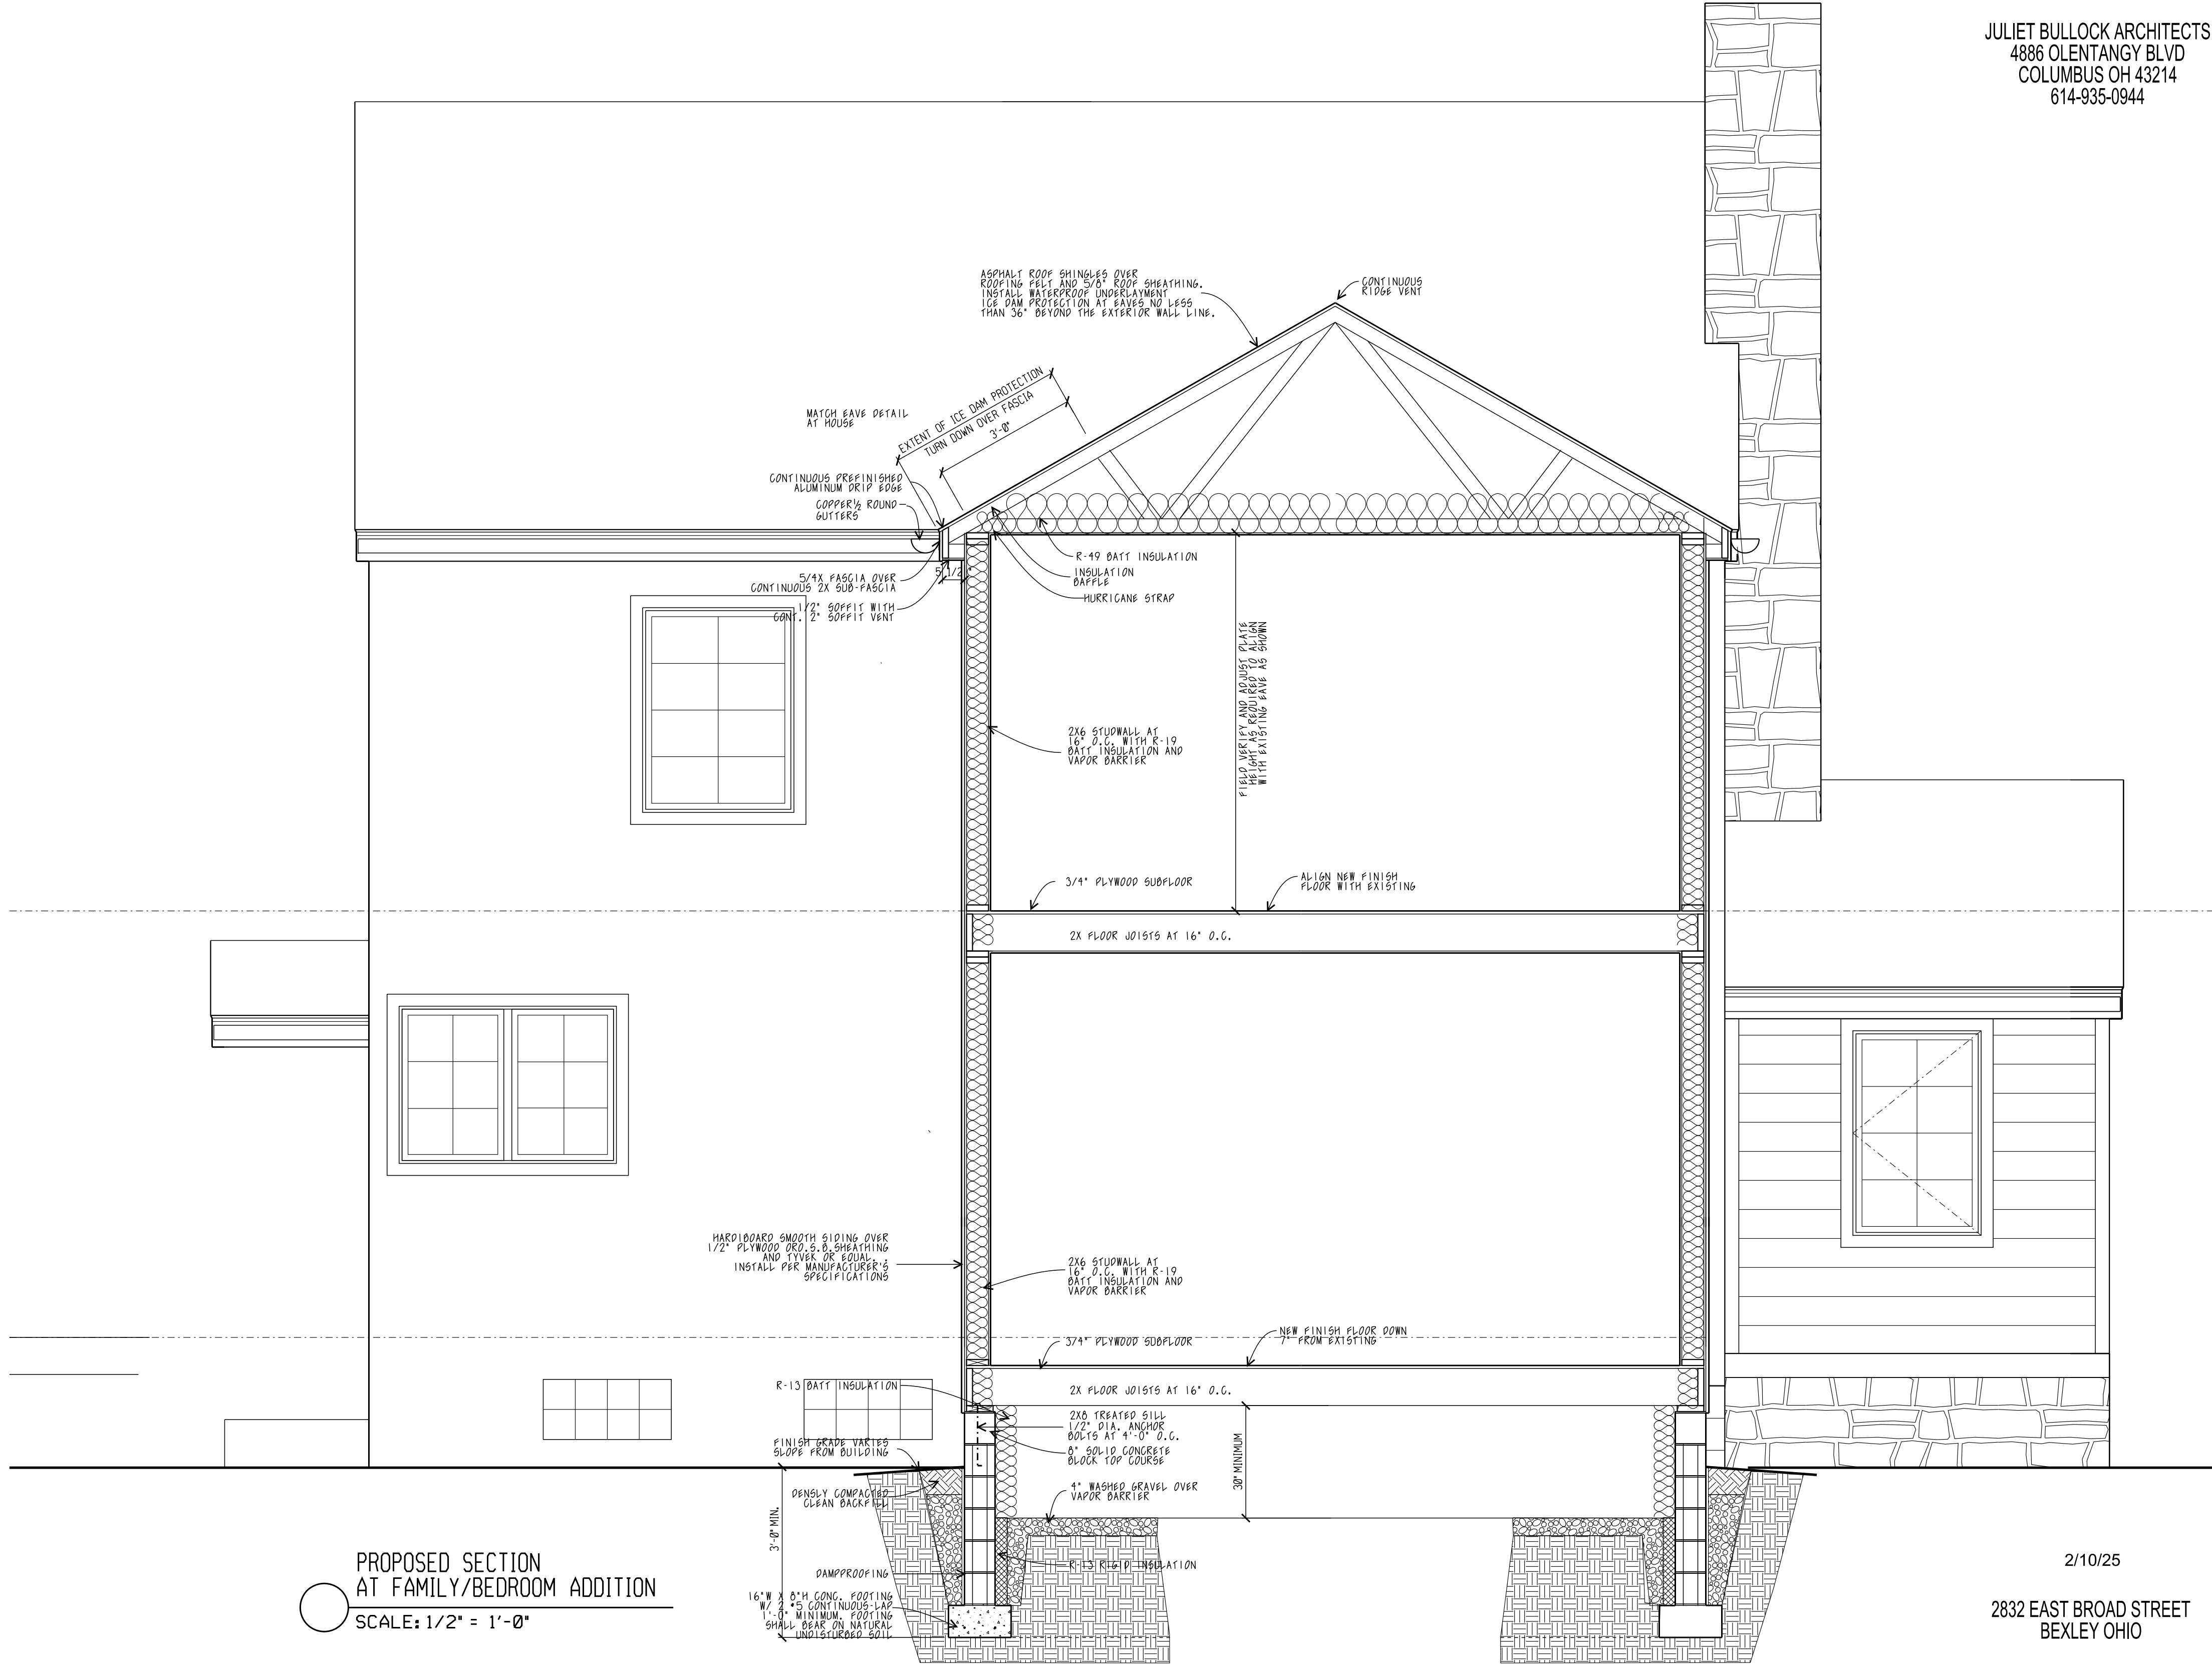 JULIET BULLOCK ARCHITECTS
4886 OLENTANGY BLVD
COLUMBUS OH 43214
614-935-0944
ASPHALT ROOF SHINGLES OVER
ROOFING FELT AND 5/8" ROOF SHEATHING.
INSTALL WATERPROOF UNDERLAYMENT
ICE DAM PROTECTION AT EAVES NO LESS
THAN 36" BEYOND THE EXTERIOR WALL LINE.
CONTINUOUS
RIDGE VENT
EXTENT OF ICE DAM PROTECTION
TURN DOWN OVER FASCIA
3'-0"
MATCH EAVE DETAIL
AT HOUSE
CONTINUOUS PREFINISHED
ALUMINUM DRIP EDGE
COPPER ½ ROUND
GUTTERS
5/4X FASCIA OVER
CONTINUOUS 2X SUB-FASCIA
5 1/2"
1/2" SOFFIT WITH
CONT. 2" SOFFIT VENT
R-49 BATT INSULATION
INSULATION
BAFFLE
HURRICANE STRAP
FIELD VERIFY AND ADJUST PLATE
HEIGHT AS REQUIRED TO ALIGN
WITH EXISTING EAVE AS SHOWN
2X6 STUDWALL AT
16" O.C. WITH R-19
BATT INSULATION AND
VAPOR BARRIER
3/4" PLYWOOD SUBFLOOR
ALIGN NEW FINISH
FLOOR WITH EXISTING
2X FLOOR JOISTS AT 16" O.C.
HARDIBOARD SMOOTH SIDING OVER
1/2" PLYWOOD ORO.S.B.SHEATHING
AND TYVEK OR EQUAL. .
INSTALL PER MANUFACTURER'S
SPECIFICATIONS
2X6 STUDWALL AT
16" O.C. WITH R-19
BATT INSULATION AND
VAPOR BARRIER
3/4" PLYWOOD SUBFLOOR
NEW FINISH FLOOR DOWN
7" FROM EXISTING
R-13 BATT INSULATION
2X FLOOR JOISTS AT 16" O.C.
2X8 TREATED SILL
1/2" DIA. ANCHOR
BOLTS AT 4'-0" O.C.
8" SOLID CONCRETE
BLOCK TOP COURSE
30" MINIMUM
FINISH GRADE VARIES
SLOPE FROM BUILDING
DENSLY COMPACTED
CLEAN BACKFILL
4" WASHED GRAVEL OVER
VAPOR BARRIER
3'-0" MIN.
R-13 RIGID INSULATION
DAMPPROOFING
16"W X 8"H CONC. FOOTING
W/ 2 #5 CONTINUOUS-LAP
1'-0" MINIMUM. FOOTING
SHALL BEAR ON NATURAL
UNDISTURBED SOIL
PROPOSED SECTION
AT FAMILY/BEDROOM ADDITION
SCALE: 1/2" = 1'-0"
2/10/25
2832 EAST BROAD STREET
BEXLEY OHIO